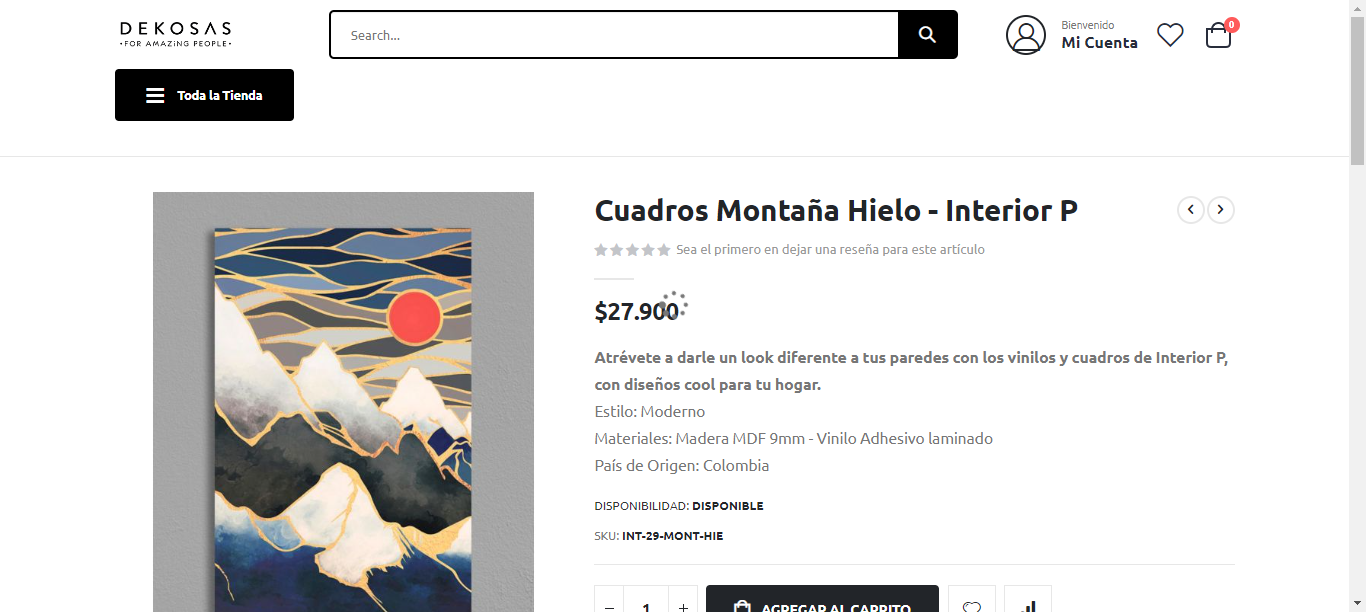 DEKOSAS
•FOR AMAZING PEOPLE•
Search...
Bienvenido
Mi Cuenta
0
Toda la Tienda
Cuadros Montaña Hielo - Interior P
Sea el primero en dejar una reseña para este artículo
$27.900
Atrévete a darle un look diferente a tus paredes con los vinilos y cuadros de Interior P,
con diseños cool para tu hogar.
Estilo: Moderno
Materiales: Madera MDF 9mm - Vinilo Adhesivo laminado
País de Origen: Colombia
DISPONIBILIDAD: DISPONIBLE
SKU: INT-29-MONT-HIE
− 1 + AGREGAR AL CARRITO